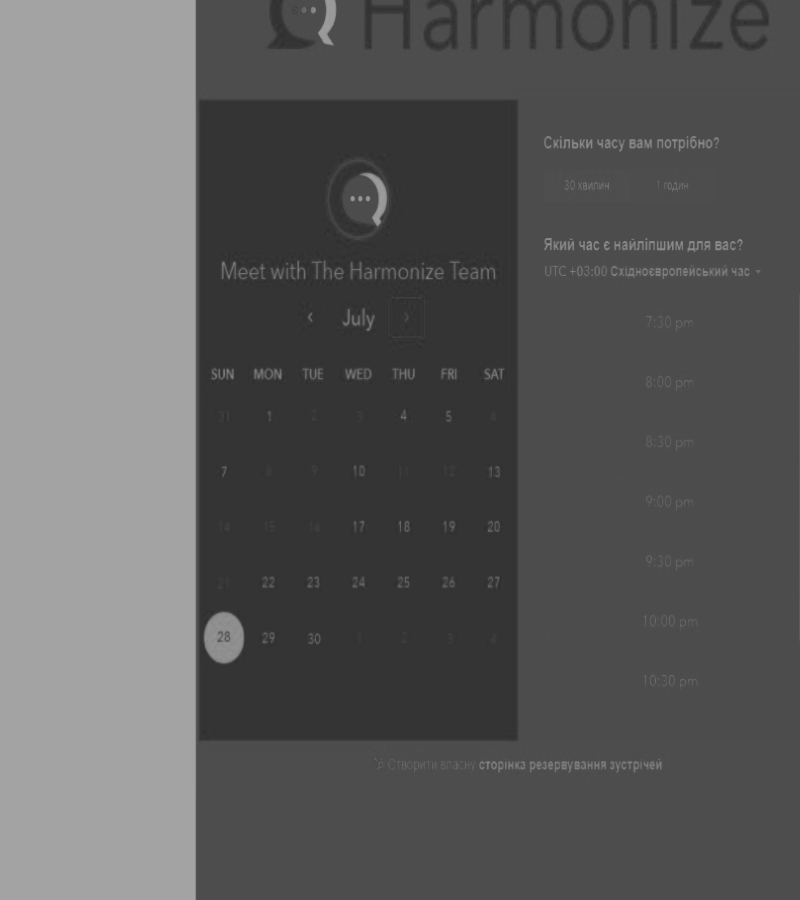 Harmonize
Meet with The Harmonize Team
‹ July ›
SUN MON TUE WED THU FRI SAT
31 1 2 3 4 5 6
7 8 9 10 11 12 13
14 15 16 17 18 19 20
21 22 23 24 25 26 27
28 29 30 1 2 3 4
Скільки часу вам потрібно?
30 хвилин 1 годин
Який час є найліпшим для вас?
UTC +03:00 Східноєвропейський час
7:30 pm
8:00 pm
8:30 pm
9:00 pm
9:30 pm
10:00 pm
10:30 pm
Створити власну сторінка резервування зустрічей